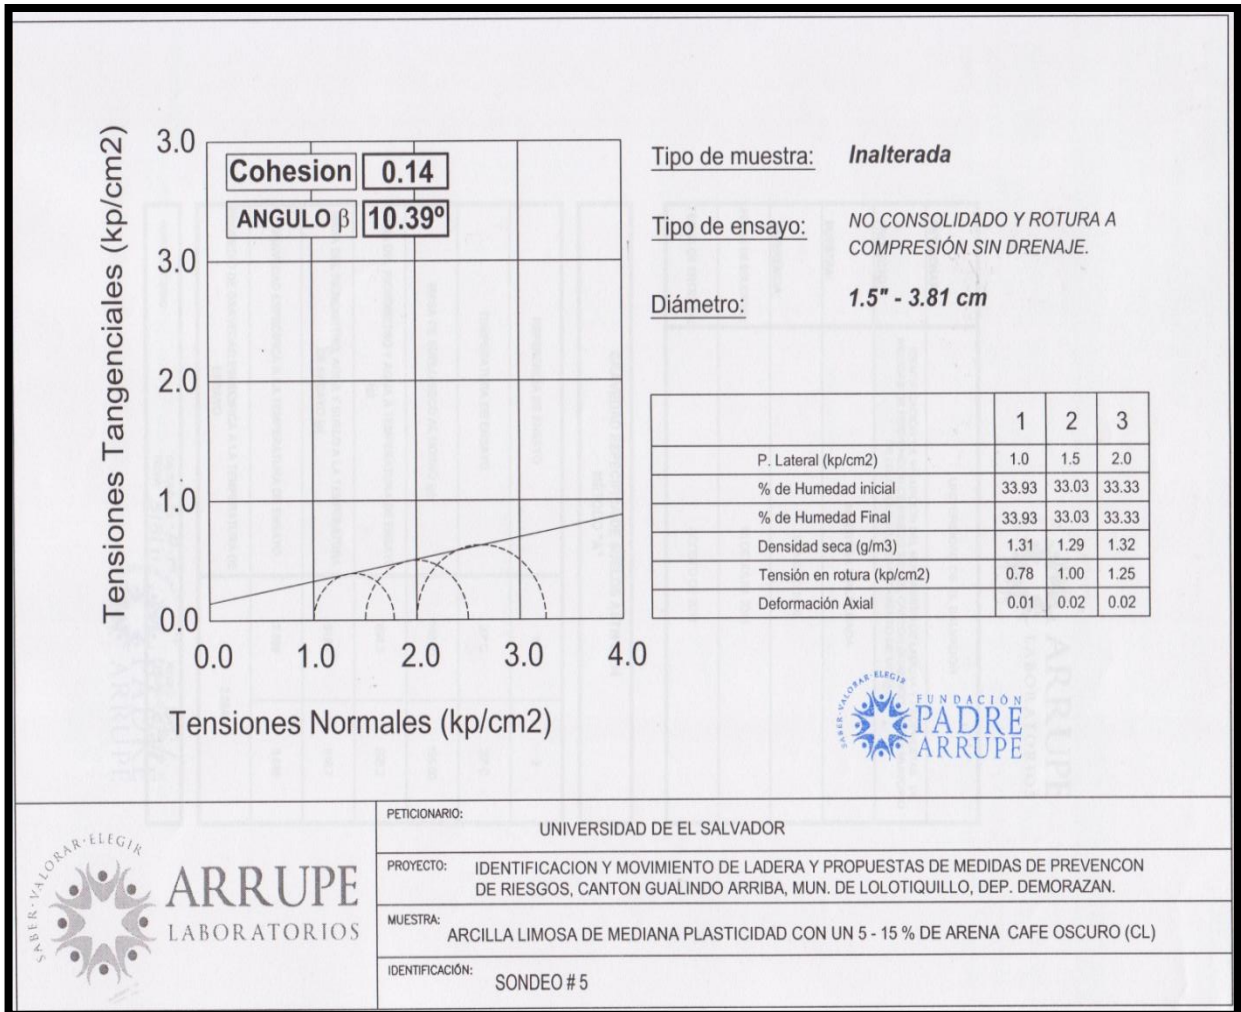 Tensiones Tangenciales (kp/cm2)
3.0
3.0
2.0
1.0
0.0
Cohesion 0.14
ANGULO β 10.39º
0.0 1.0 2.0 3.0 4.0
Tensiones Normales (kp/cm2)
Tipo de muestra: Inalterada
Tipo de ensayo: NO CONSOLIDADO Y ROTURA A
COMPRESIÓN SIN DRENAJE.
Diámetro: 1.5" - 3.81 cm
1 2 3
P. Lateral (kp/cm2) 1.0 1.5 2.0
% de Humedad inicial 33.93 33.03 33.33
% de Humedad Final 33.93 33.03 33.33
Densidad seca (g/m3) 1.31 1.29 1.32
Tensión en rotura (kp/cm2) 0.78 1.00 1.25
Deformación Axial 0.01 0.02 0.02
SABER·VALORAR·ELEGIR
FUNDACIÓN
PADRE
ARRUPE
SABER·VALORAR·ELEGIR
ARRUPE
LABORATORIOS
PETICIONARIO:
UNIVERSIDAD DE EL SALVADOR
PROYECTO: IDENTIFICACION Y MOVIMIENTO DE LADERA Y PROPUESTAS DE MEDIDAS DE PREVENCON
DE RIESGOS, CANTON GUALINDO ARRIBA, MUN. DE LOLOTIQUILLO, DEP. DEMORAZAN.
MUESTRA:
ARCILLA LIMOSA DE MEDIANA PLASTICIDAD CON UN 5 - 15 % DE ARENA CAFE OSCURO (CL)
IDENTIFICACIÓN:
SONDEO # 5